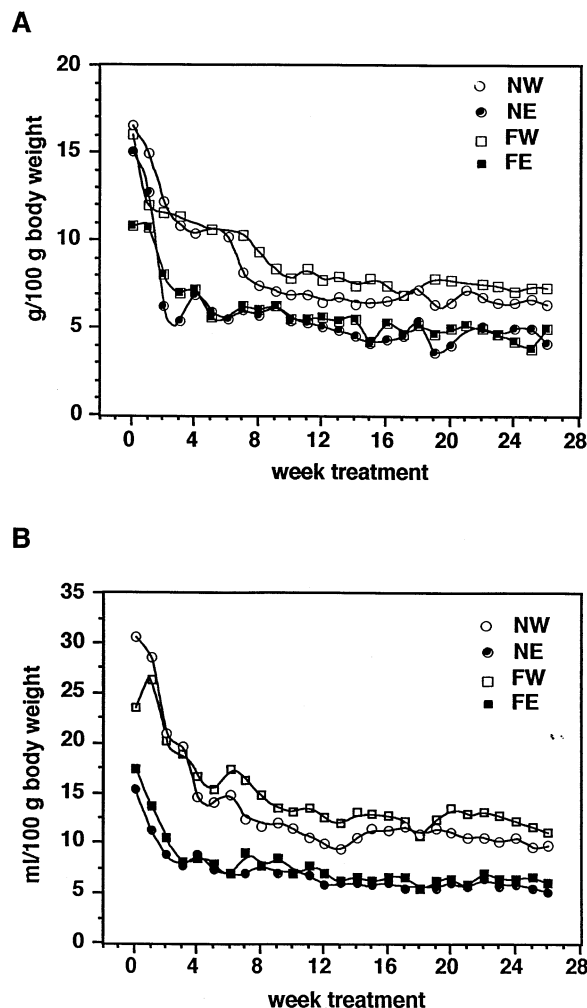 A
20
15
10
5
0
g/100 g body weight
NW
NE
FW
FE
0 4 8 12 16 20 24 28
week treatment
B
35
30
25
20
15
10
5
0
ml/100 g body weight
NW
NE
FW
FE
0 4 8 12 16 20 24 28
week treatment